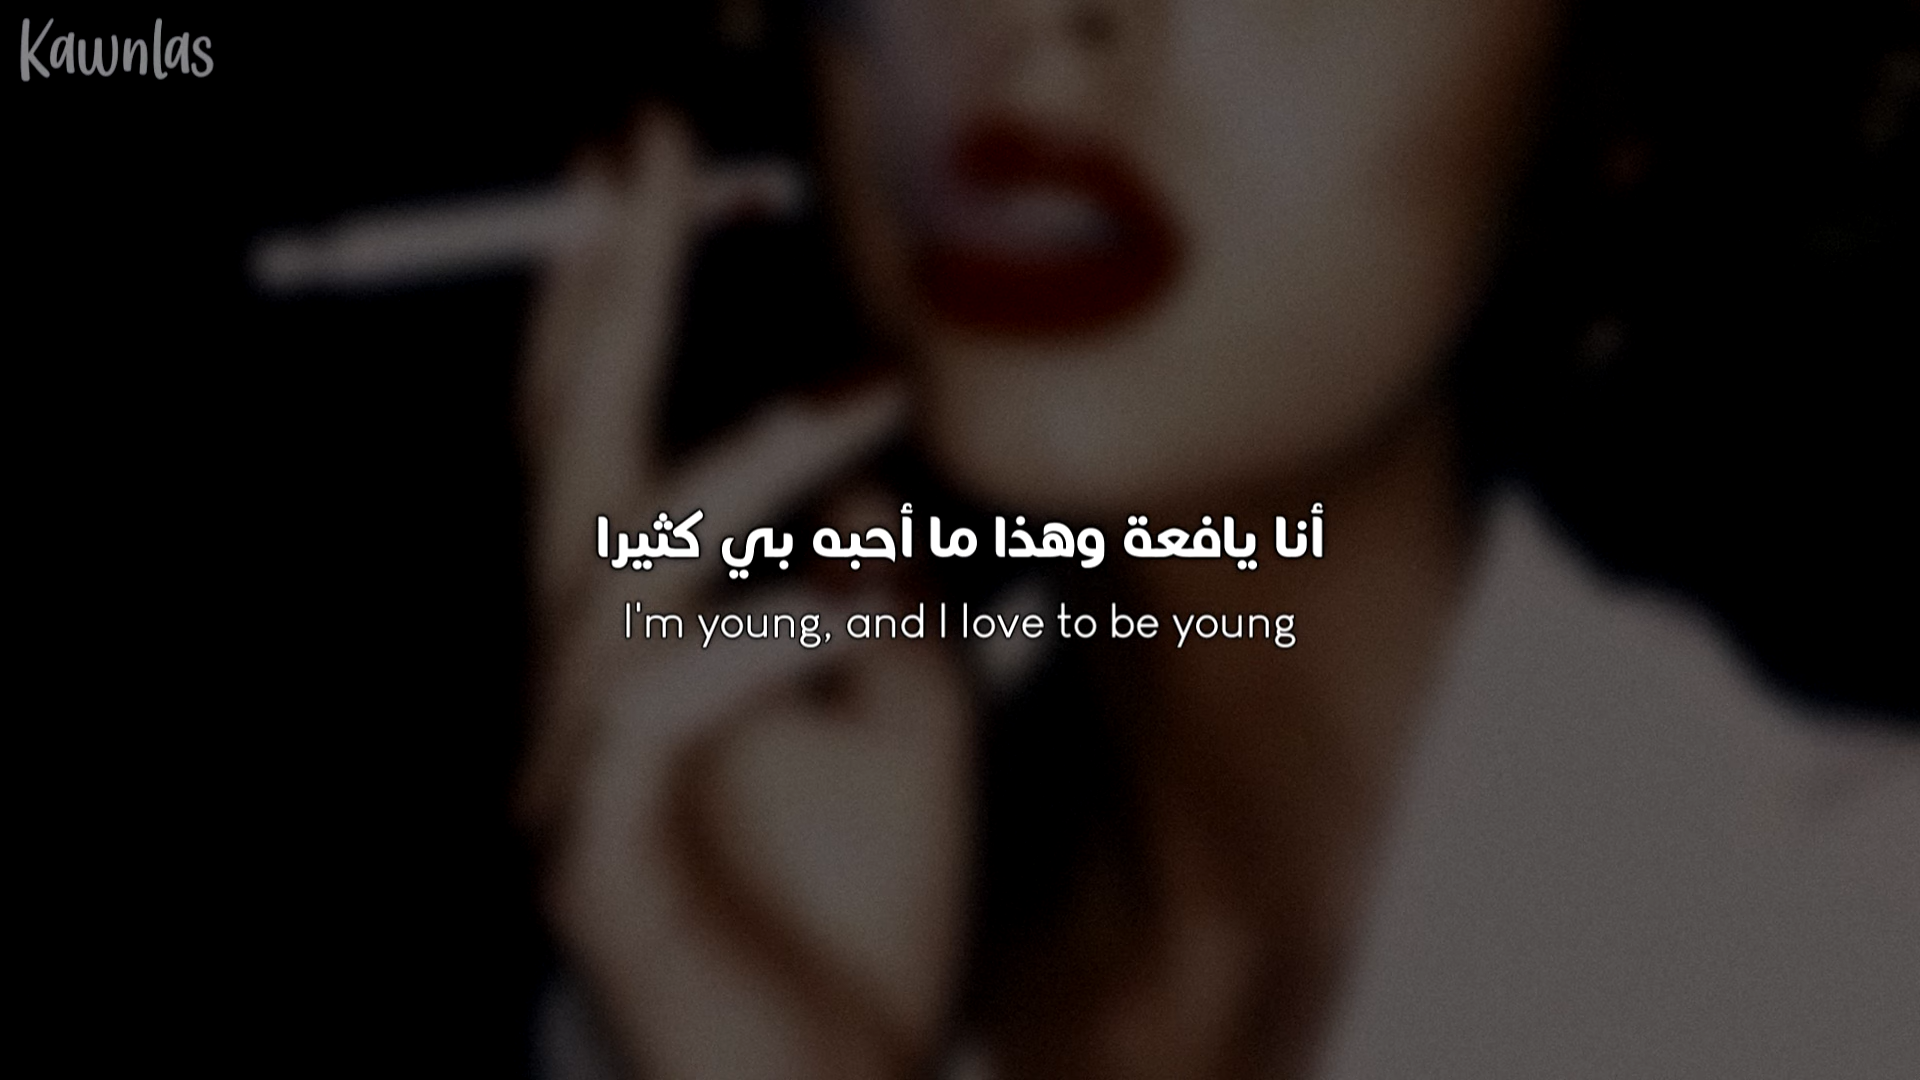 Kawnlas
أنا يافعة وهذا ما أحبه بي كثيرا
I'm young, and I love to be young